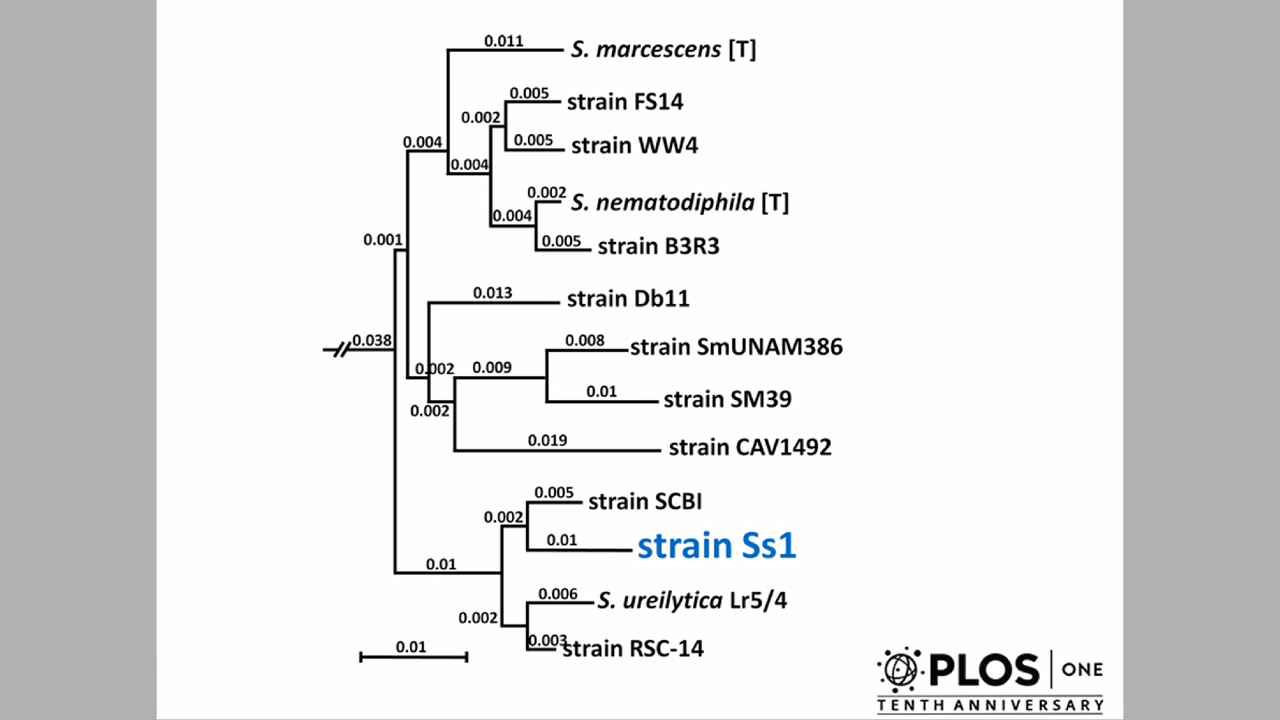 0.011
S. marcescens [T]
0.005
strain FS14
0.002
0.005
strain WW4
0.004
0.004
0.002
S. nematodiphila [T]
0.004
0.005
strain B3R3
0.001
0.013
strain Db11
0.038
0.008
strain SmUNAM386
0.002
0.009
0.01
strain SM39
0.002
0.019
strain CAV1492
0.005
strain SCBI
0.002
0.01
strain Ss1
0.01
0.006
S. ureilytica Lr5/4
0.002
0.003
strain RSC-14
0.01
PLOS ONE
TENTH ANNIVERSARY